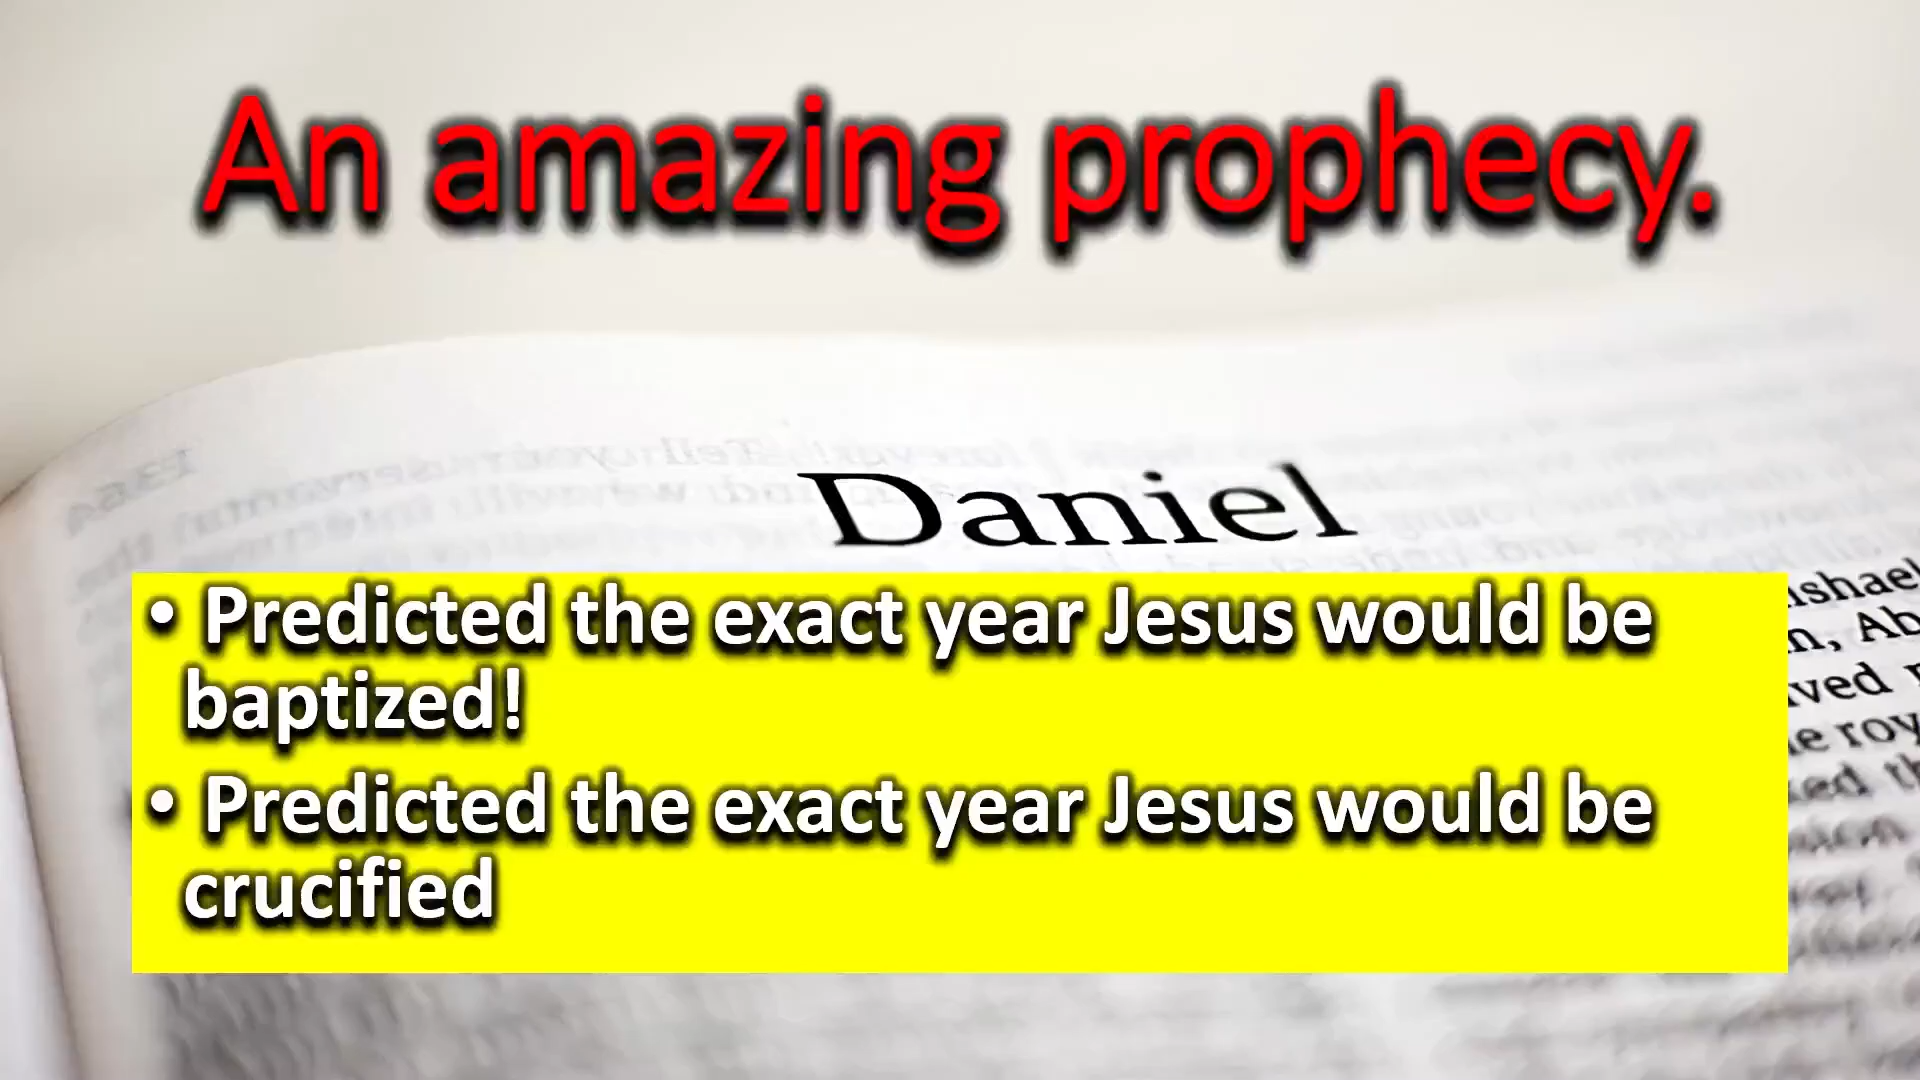 An amazing prophecy.
Daniel
• Predicted the exact year Jesus would be
baptized!
• Predicted the exact year Jesus would be
crucified